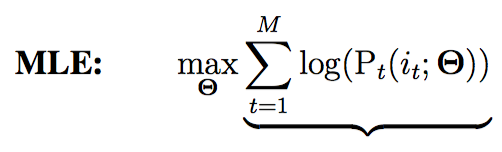 MLE: max_Θ ∑_{t=1}^{M} log(P_t(i_t; Θ))